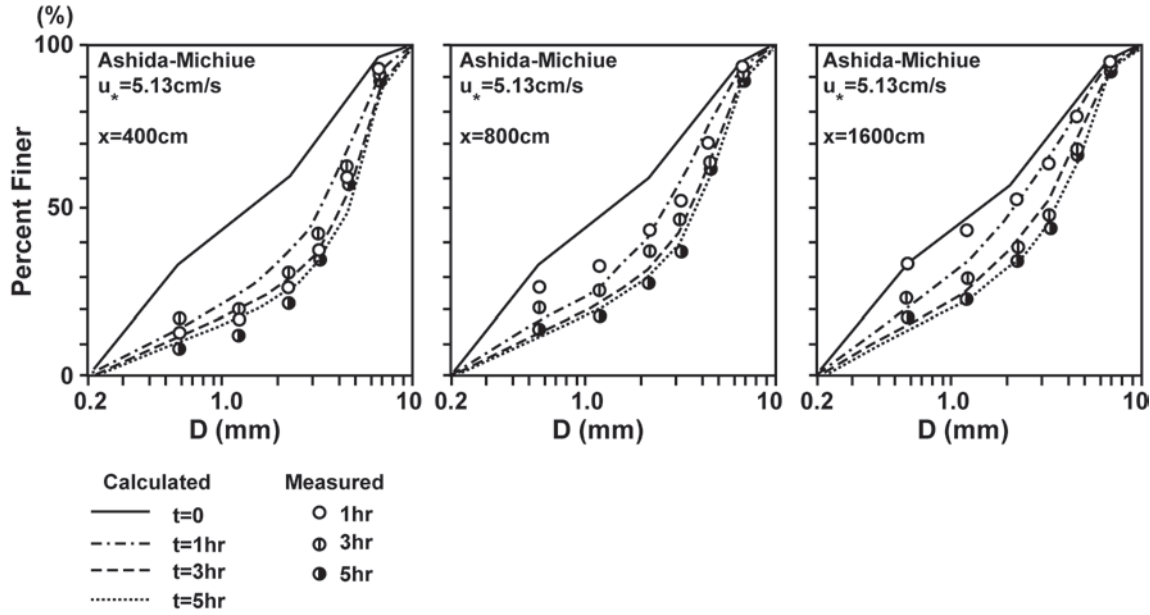 (%)
100
50
0
Percent Finer
Ashida-Michiue
u*=5.13cm/s
x=400cm
0.2
1.0
10
D (mm)
Ashida-Michiue
u*=5.13cm/s
x=800cm
0.2
1.0
10
D (mm)
Ashida-Michiue
u*=5.13cm/s
x=1600cm
0.2
1.0
10
D (mm)
Calculated
t=0
t=1hr
t=3hr
t=5hr
Measured
1hr
3hr
5hr